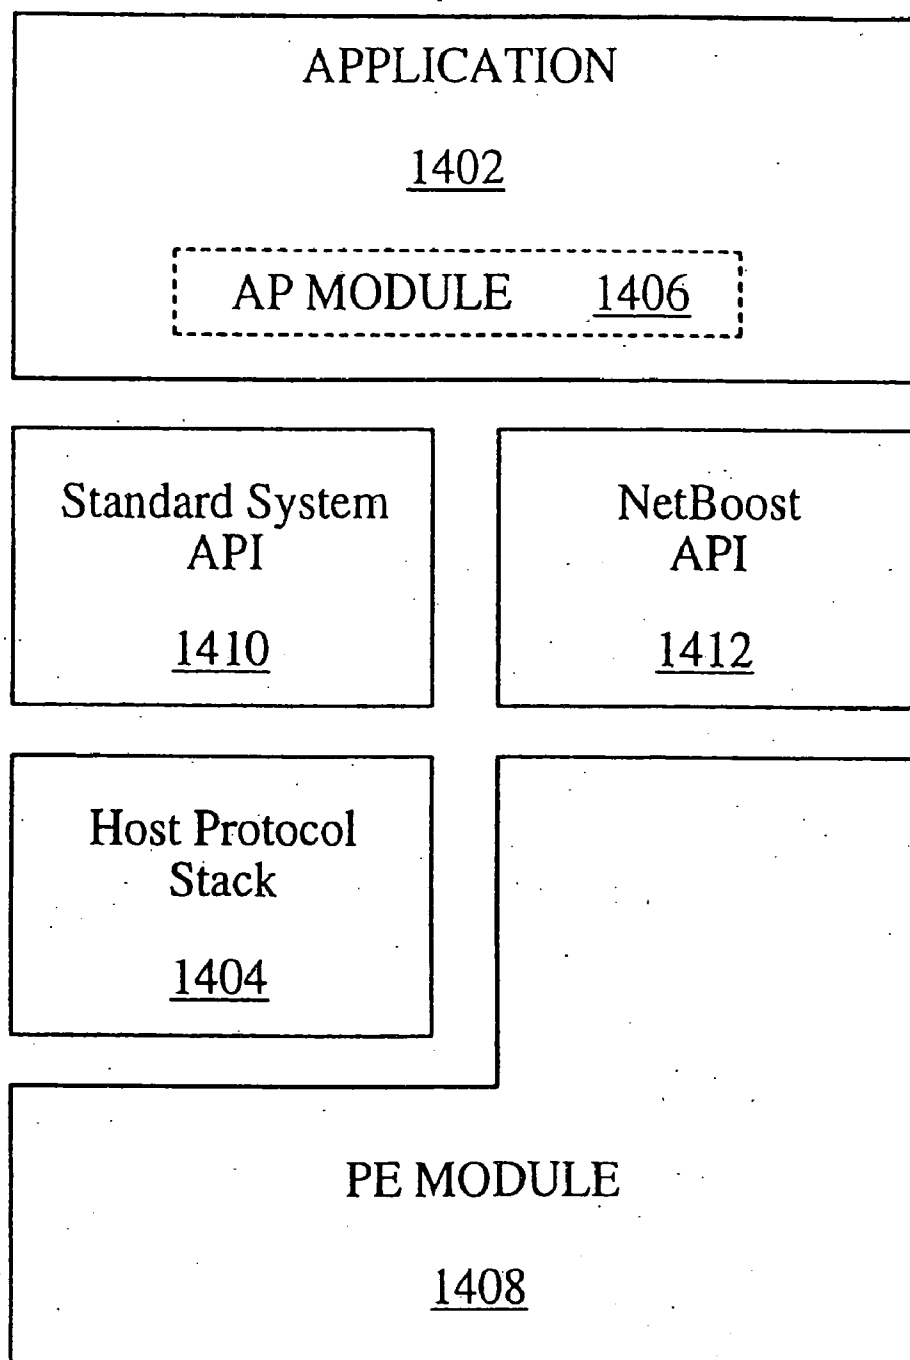 APPLICATION
1402
AP MODULE 1406
Standard System
API
1410
NetBoost
API
1412
Host Protocol
Stack
1404
PE MODULE
1408